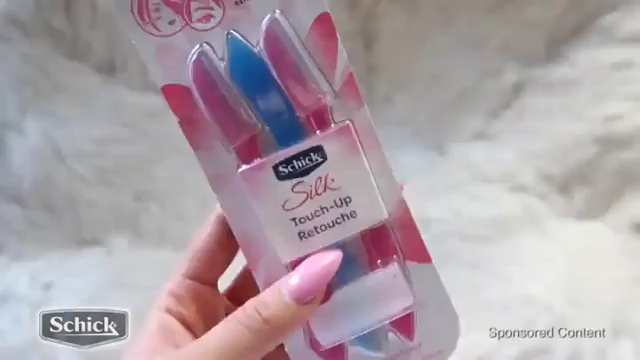 Schick
Silk
Touch-Up
Retouche
Schick
Sponsored Content